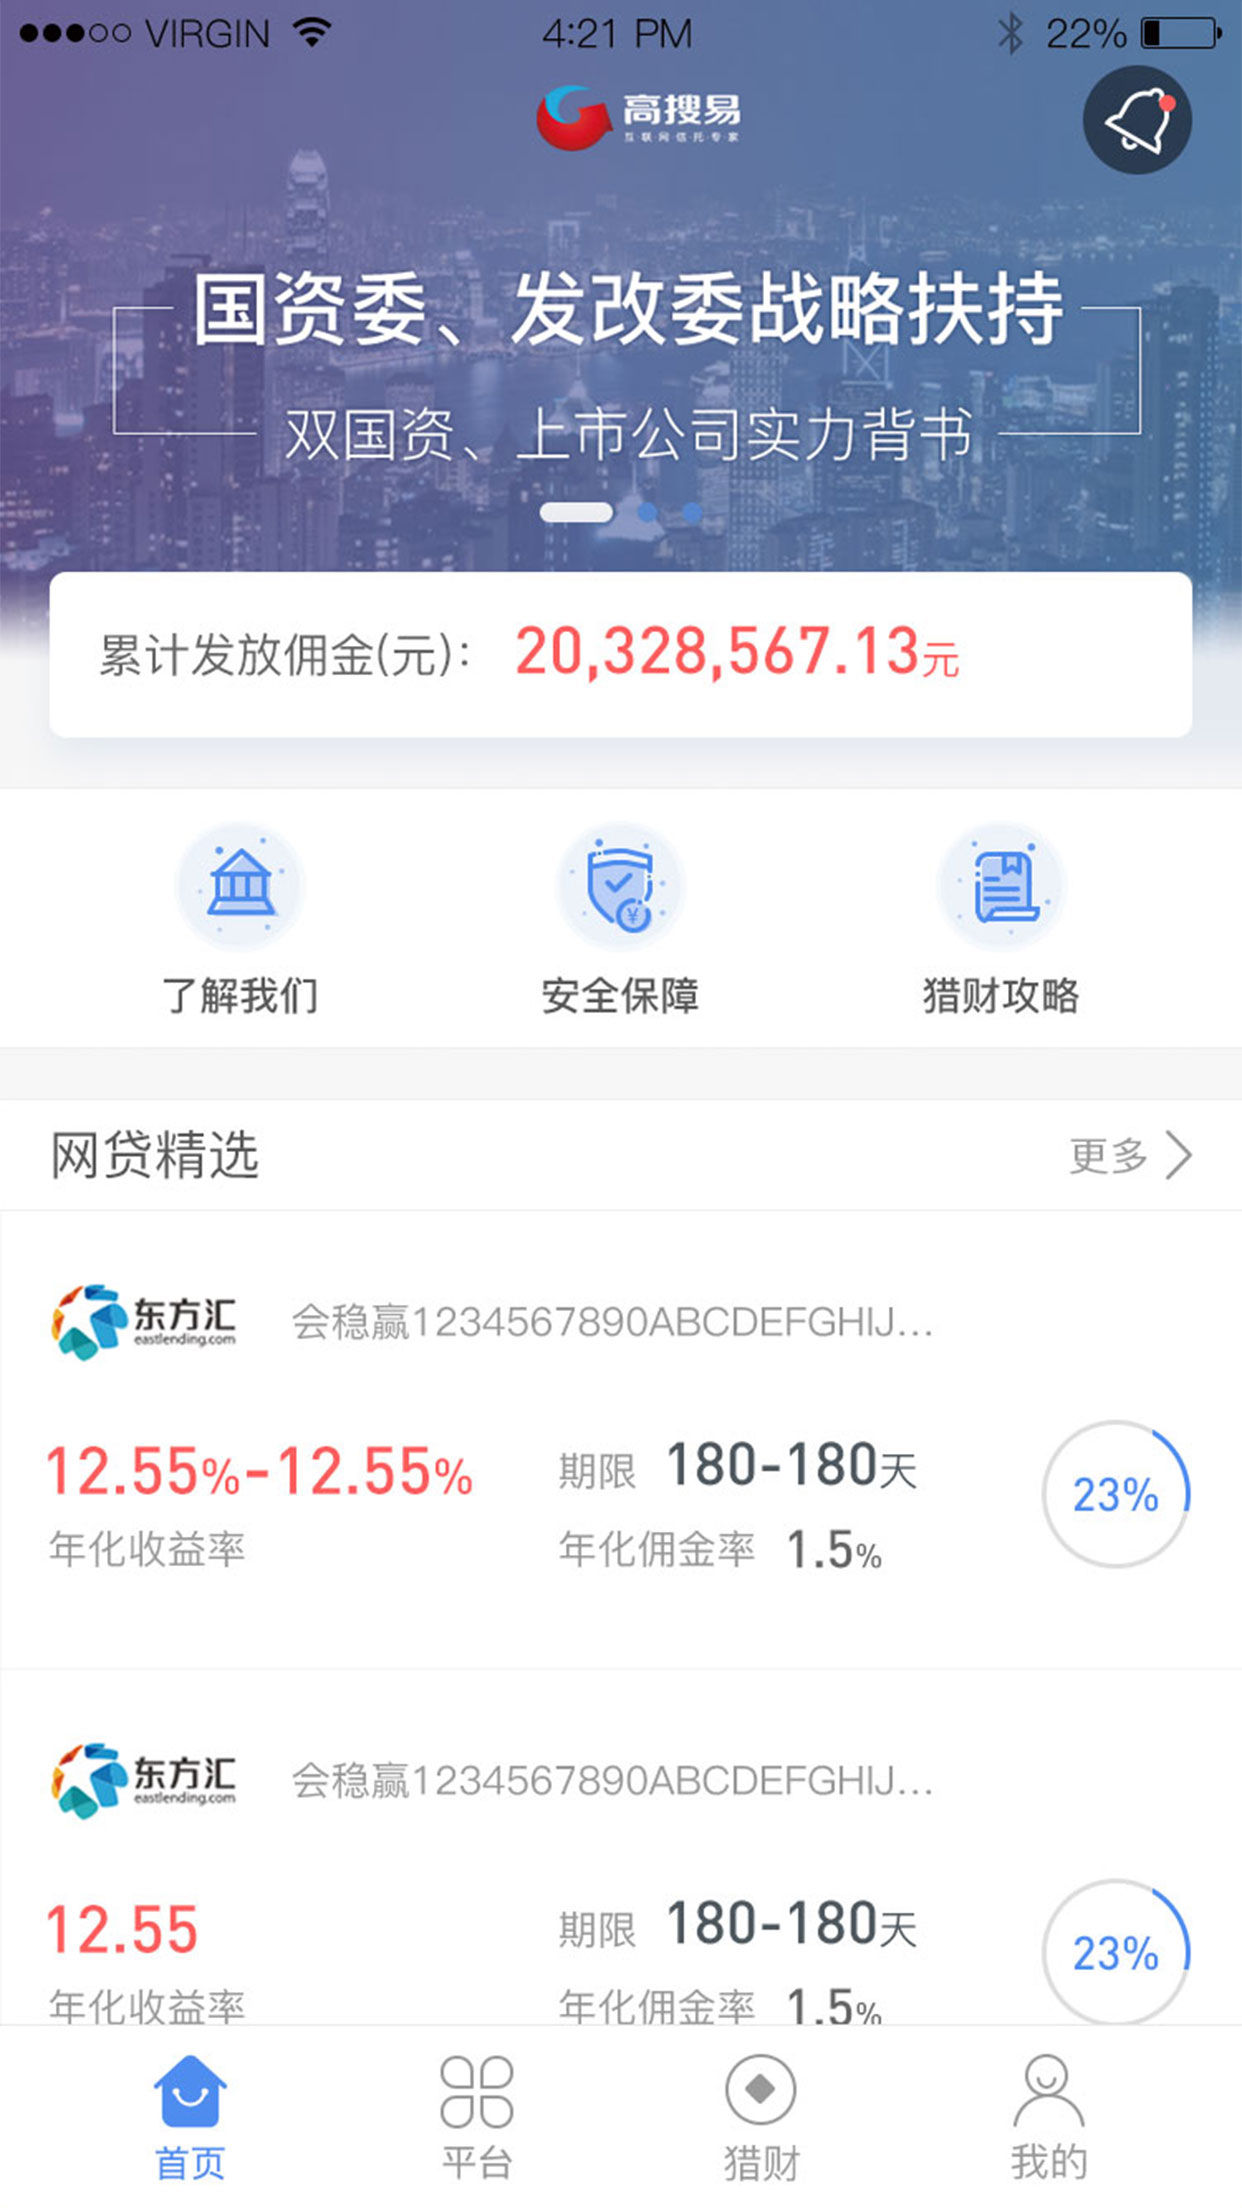 VIRGIN 4:21 PM 22%
高搜易
互联网信托专家
国资委、发改委战略扶持
双国资、上市公司实力背书
累计发放佣金(元)： 20,328,567.13元
了解我们 安全保障 猎财攻略
网贷精选 更多
东方汇 会稳赢1234567890ABCDEFGHIJ...
eastlending.com
12.55%-12.55% 期限 180-180天 23%
年化收益率 年化佣金率 1.5%
东方汇 会稳赢1234567890ABCDEFGHIJ...
eastlending.com
12.55 期限 180-180天 23%
年化收益率 年化佣金率 1.5%
首页 平台 猎财 我的